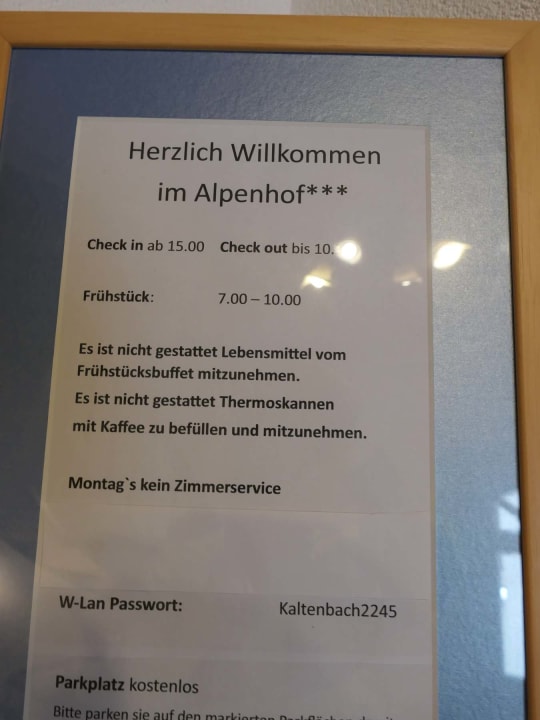 Herzlich Willkommen
im Alpenhof***
Check in ab 15.00 Check out bis 10.
Frühstück: 7.00 – 10.00
Es ist nicht gestattet Lebensmittel vom
Frühstücksbuffet mitzunehmen.
Es ist nicht gestattet Thermoskannen
mit Kaffee zu befüllen und mitzunehmen.
Montag`s kein Zimmerservice
W-Lan Passwort: Kaltenbach2245
Parkplatz kostenlos
Bitte parken sie auf den markierten